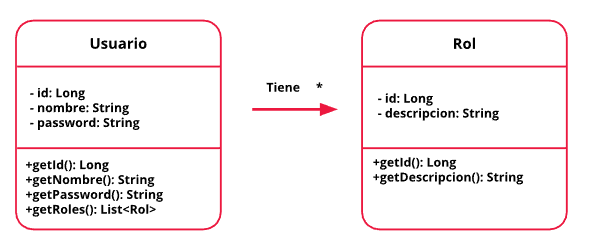 Usuario
- id: Long
- nombre: String
- password: String
+getId(): Long
+getNombre(): String
+getPassword(): String
+getRoles(): List<Rol>
Tiene *
Rol
- id: Long
- descripcion: String
+getId(): Long
+getDescripcion(): String